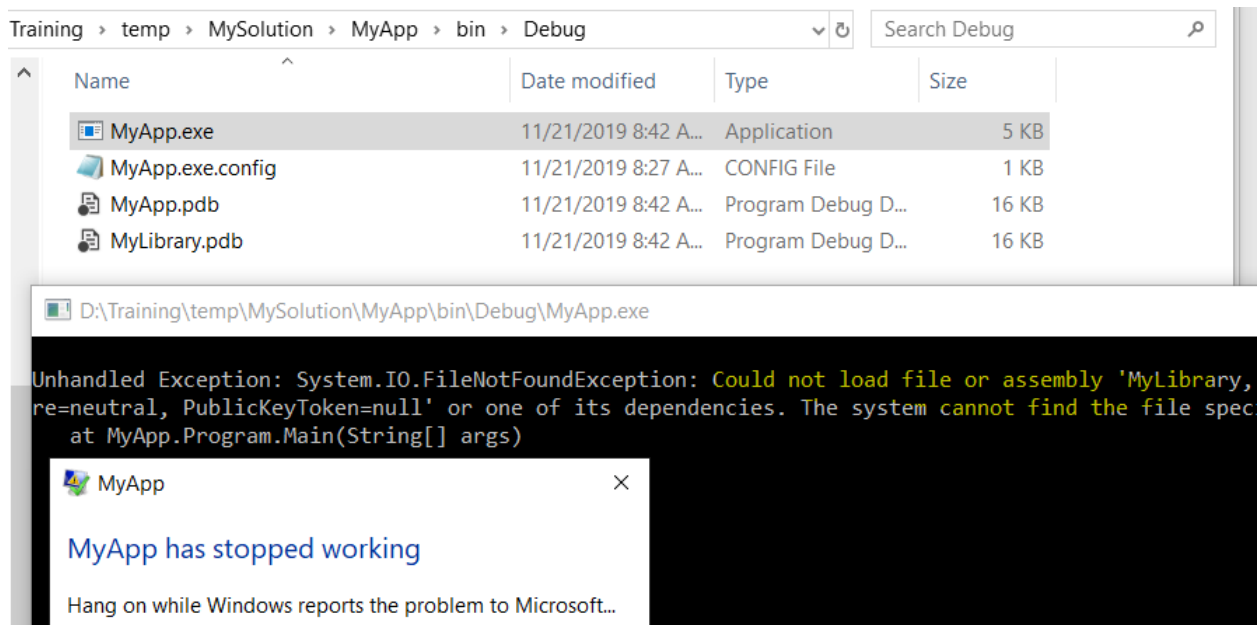 Training > temp > MySolution > MyApp > bin > Debug Search Debug
Name Date modified Type Size
MyApp.exe 11/21/2019 8:42 A... Application 5 KB
MyApp.exe.config 11/21/2019 8:27 A... CONFIG File 1 KB
MyApp.pdb 11/21/2019 8:42 A... Program Debug D... 16 KB
MyLibrary.pdb 11/21/2019 8:42 A... Program Debug D... 16 KB
D:\Training\temp\MySolution\MyApp\bin\Debug\MyApp.exe
Unhandled Exception: System.IO.FileNotFoundException: Could not load file or assembly 'MyLibrary,
re=neutral, PublicKeyToken=null' or one of its dependencies. The system cannot find the file spec
at MyApp.Program.Main(String[] args)
MyApp
MyApp has stopped working
Hang on while Windows reports the problem to Microsoft...